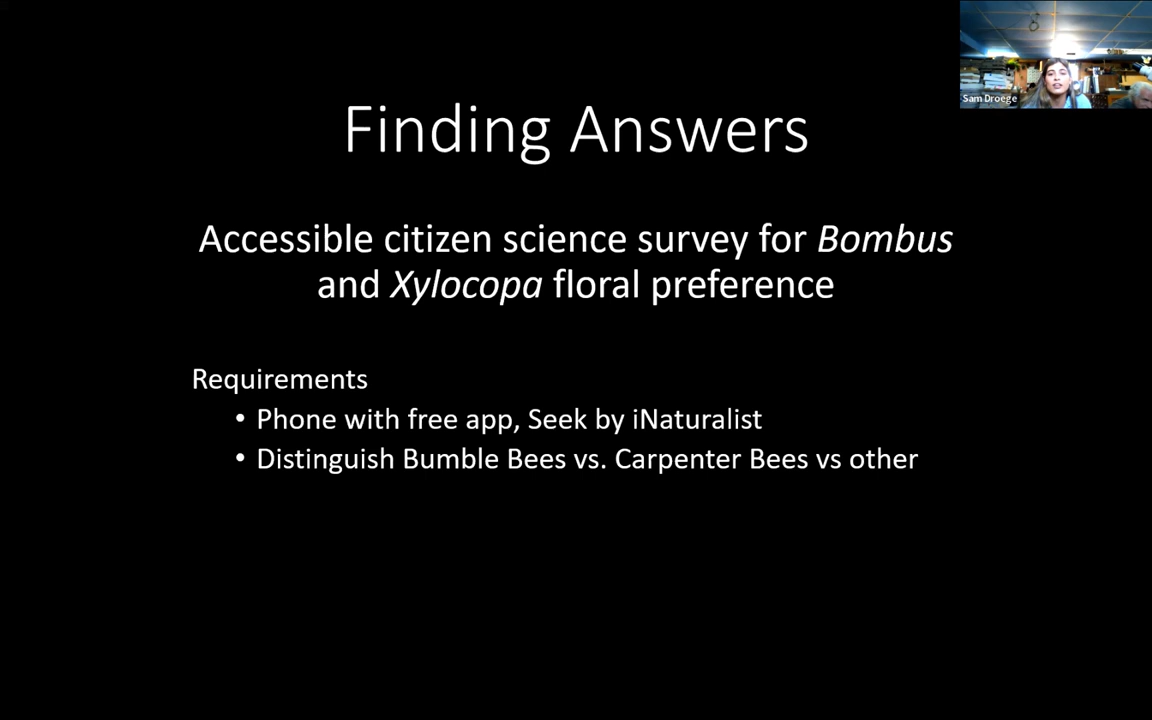 Sam Droege
Finding Answers
Accessible citizen science survey for Bombus
and Xylocopa floral preference
Requirements
• Phone with free app, Seek by iNaturalist
• Distinguish Bumble Bees vs. Carpenter Bees vs other